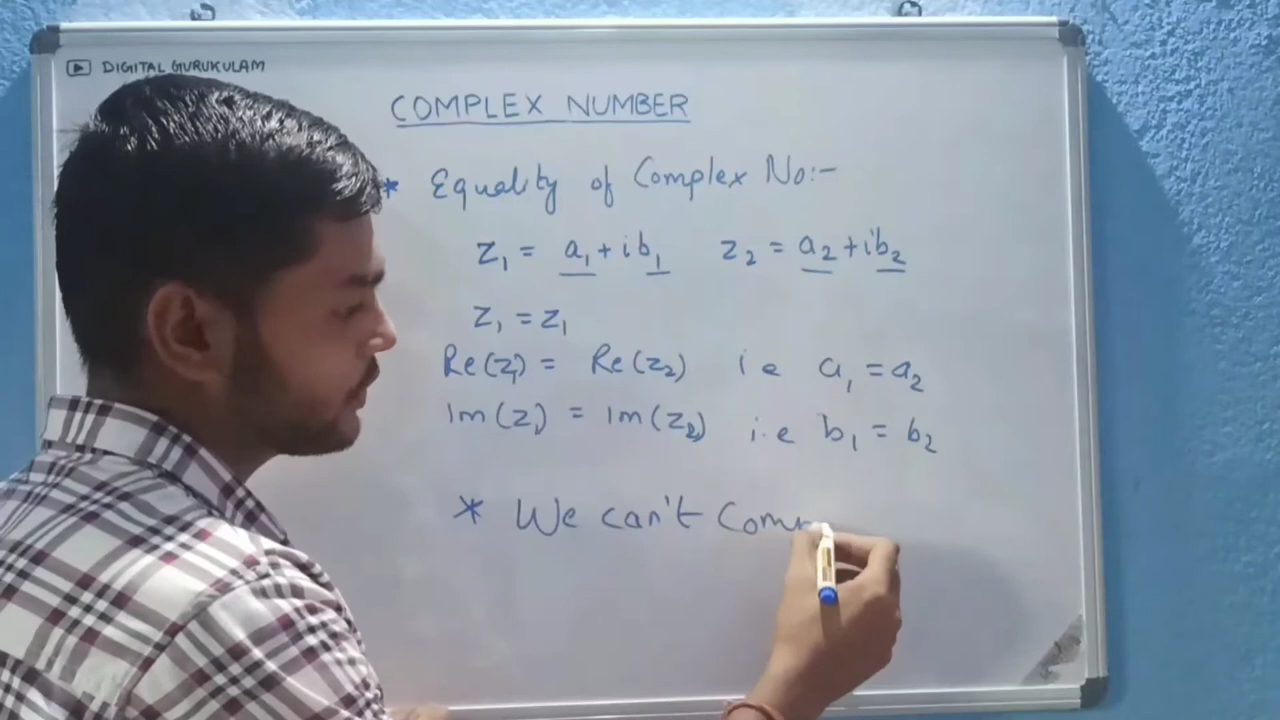 DIGITAL GURUKULAM
COMPLEX NUMBER
* Equality of Complex No:-
z₁ = a₁+ib₁ z₂ = a₂+ib₂
z₁ = z₁
Re(z₁) = Re(z₂) i e a₁ = a₂
Im(z₁) = Im(z₂) i.e b₁ = b₂
* We can't